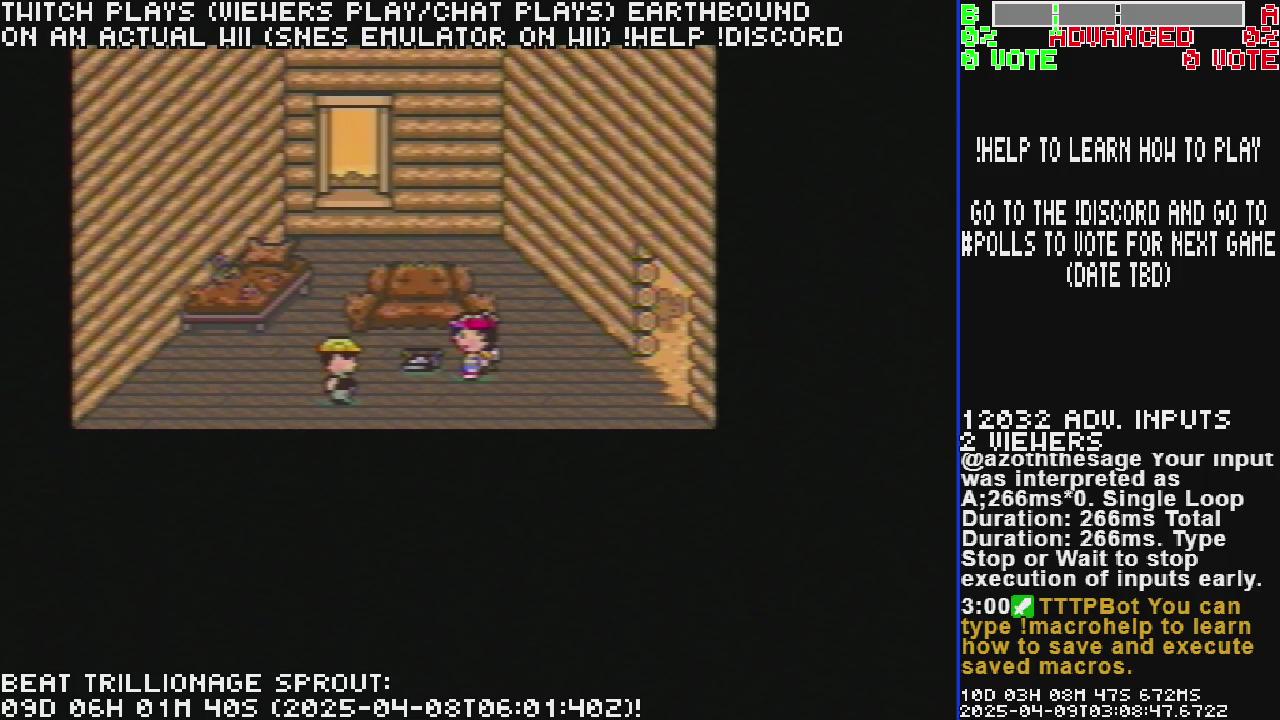 TWITCH PLAYS (VIEWERS PLAY/CHAT PLAYS) EARTHBOUND
ON AN ACTUAL WII (SNES EMULATOR ON WII) !HELP !DISCORD
B A
0% ADVANCED 0%
0 VOTE 0 VOTE
!HELP TO LEARN HOW TO PLAY
GO TO THE !DISCORD AND GO TO
#POLLS TO VOTE FOR NEXT GAME
(DATE TBD)
12032 ADV. INPUTS
2 VIEWERS
@azoththesage Your input
was interpreted as
A;266ms*0. Single Loop
Duration: 266ms Total
Duration: 266ms. Type
Stop or Wait to stop
execution of inputs early.
3:00 TTTPBot You can
type !macrohelp to learn
how to save and execute
saved macros.
10D 03H 08M 47S 672MS
2025-04-09T03:08:47.672Z
BEAT TRILLIONAGE SPROUT:
09D 06H 01M 40S (2025-04-08T06:01:40Z)!